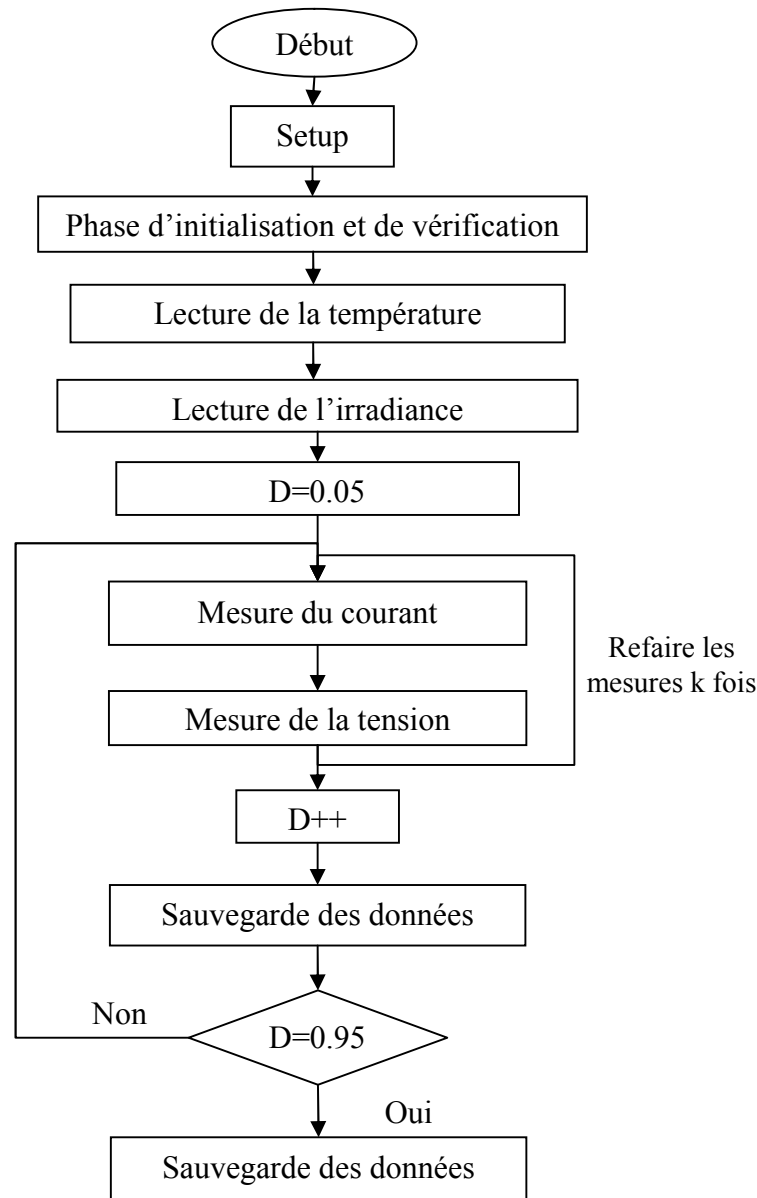 Début
Setup
Phase d’initialisation et de vérification
Lecture de la température
Lecture de l’irradiance
D=0.05
Mesure du courant
Refaire les
mesures k fois
Mesure de la tension
D++
Sauvegarde des données
Non
D=0.95
Oui
Sauvegarde des données